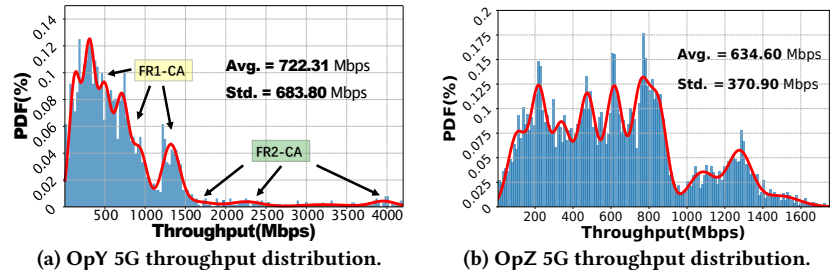 0.14
0.12
0.1
0.08
0.06
0.04
0.02
0
PDF(%)
FR1-CA
Avg. = 722.31 Mbps
Std. = 683.80 Mbps
FR2-CA
500 1000 1500 2000 2500 3000 3500 4000
Throughput(Mbps)
(a) OpY 5G throughput distribution.
0.2
0.175
0.15
0.125
0.1
0.075
0.05
0.025
PDF(%)
Avg. = 634.60 Mbps
Std. = 370.90 Mbps
200 400 600 800 1000 1200 1400 1600
Throughput(Mbps)
(b) OpZ 5G throughput distribution.